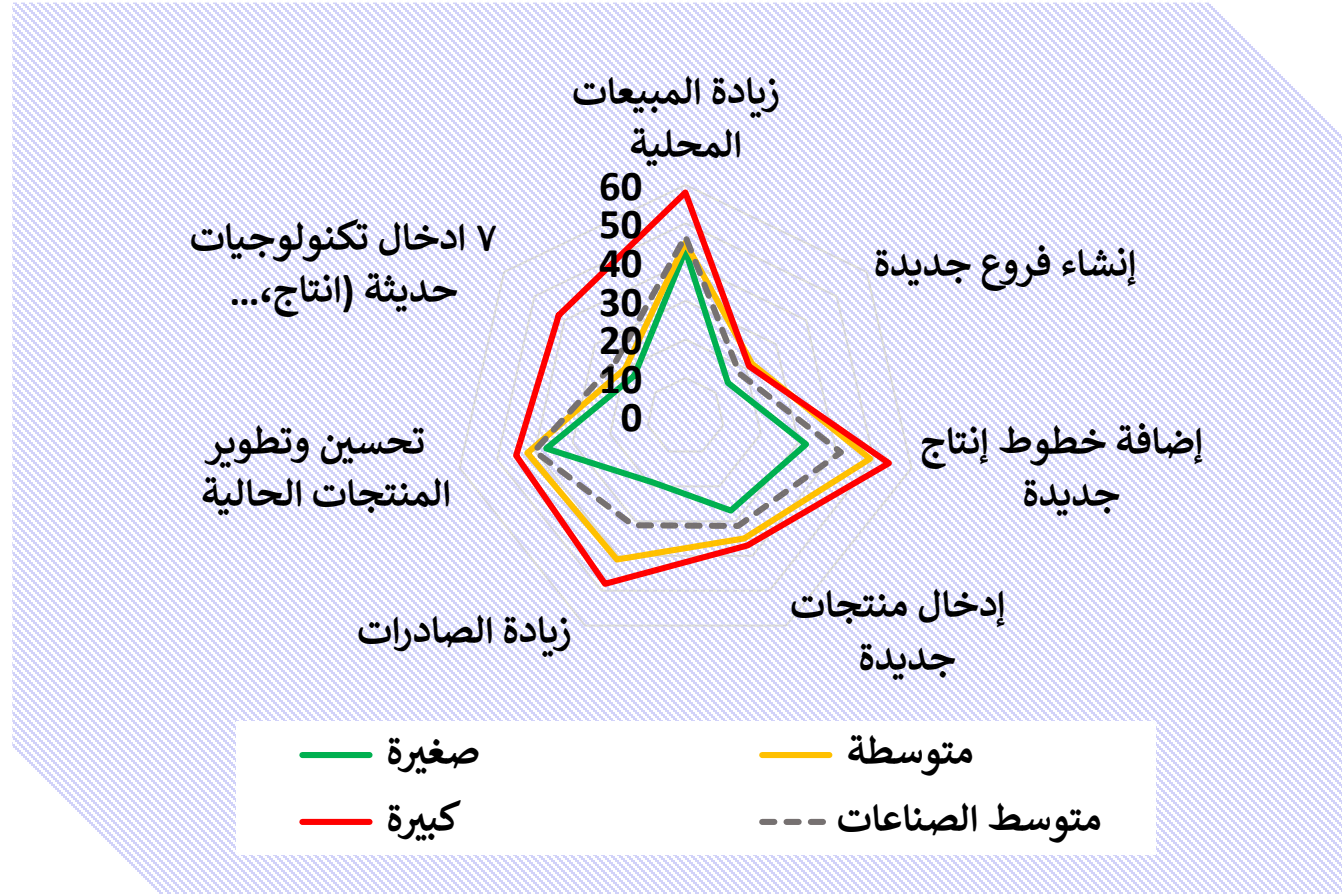 زيادة المبيعات
المحلية
إنشاء فروع جديدة
إضافة خطوط إنتاج
جديدة
إدخال منتجات
جديدة
زيادة الصادرات
تحسين وتطوير
المنتجات الحالية
٧ ادخال تكنولوجيات
حديثة (انتاج،...
60
50
40
30
20
10
0
صغيرة
متوسطة
كبيرة
متوسط الصناعات